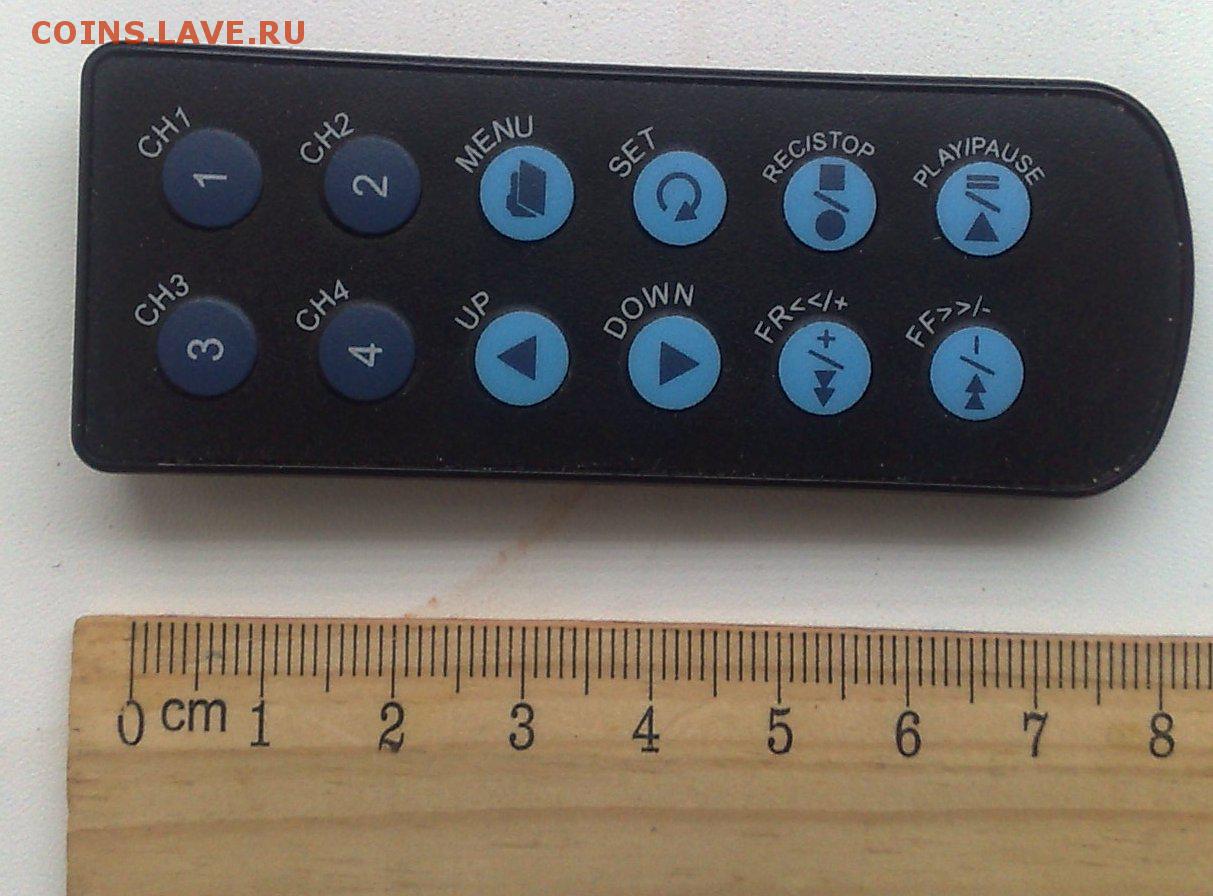 COINS.LAVE.RU
CH1 CH2 MENU SET REC/STOP PLAY/PAUSE
1 2
CH3 CH4 UP DOWN FR<</+ FF>>/-
3 4 +/ -/
0 cm 1 2 3 4 5 6 7 8